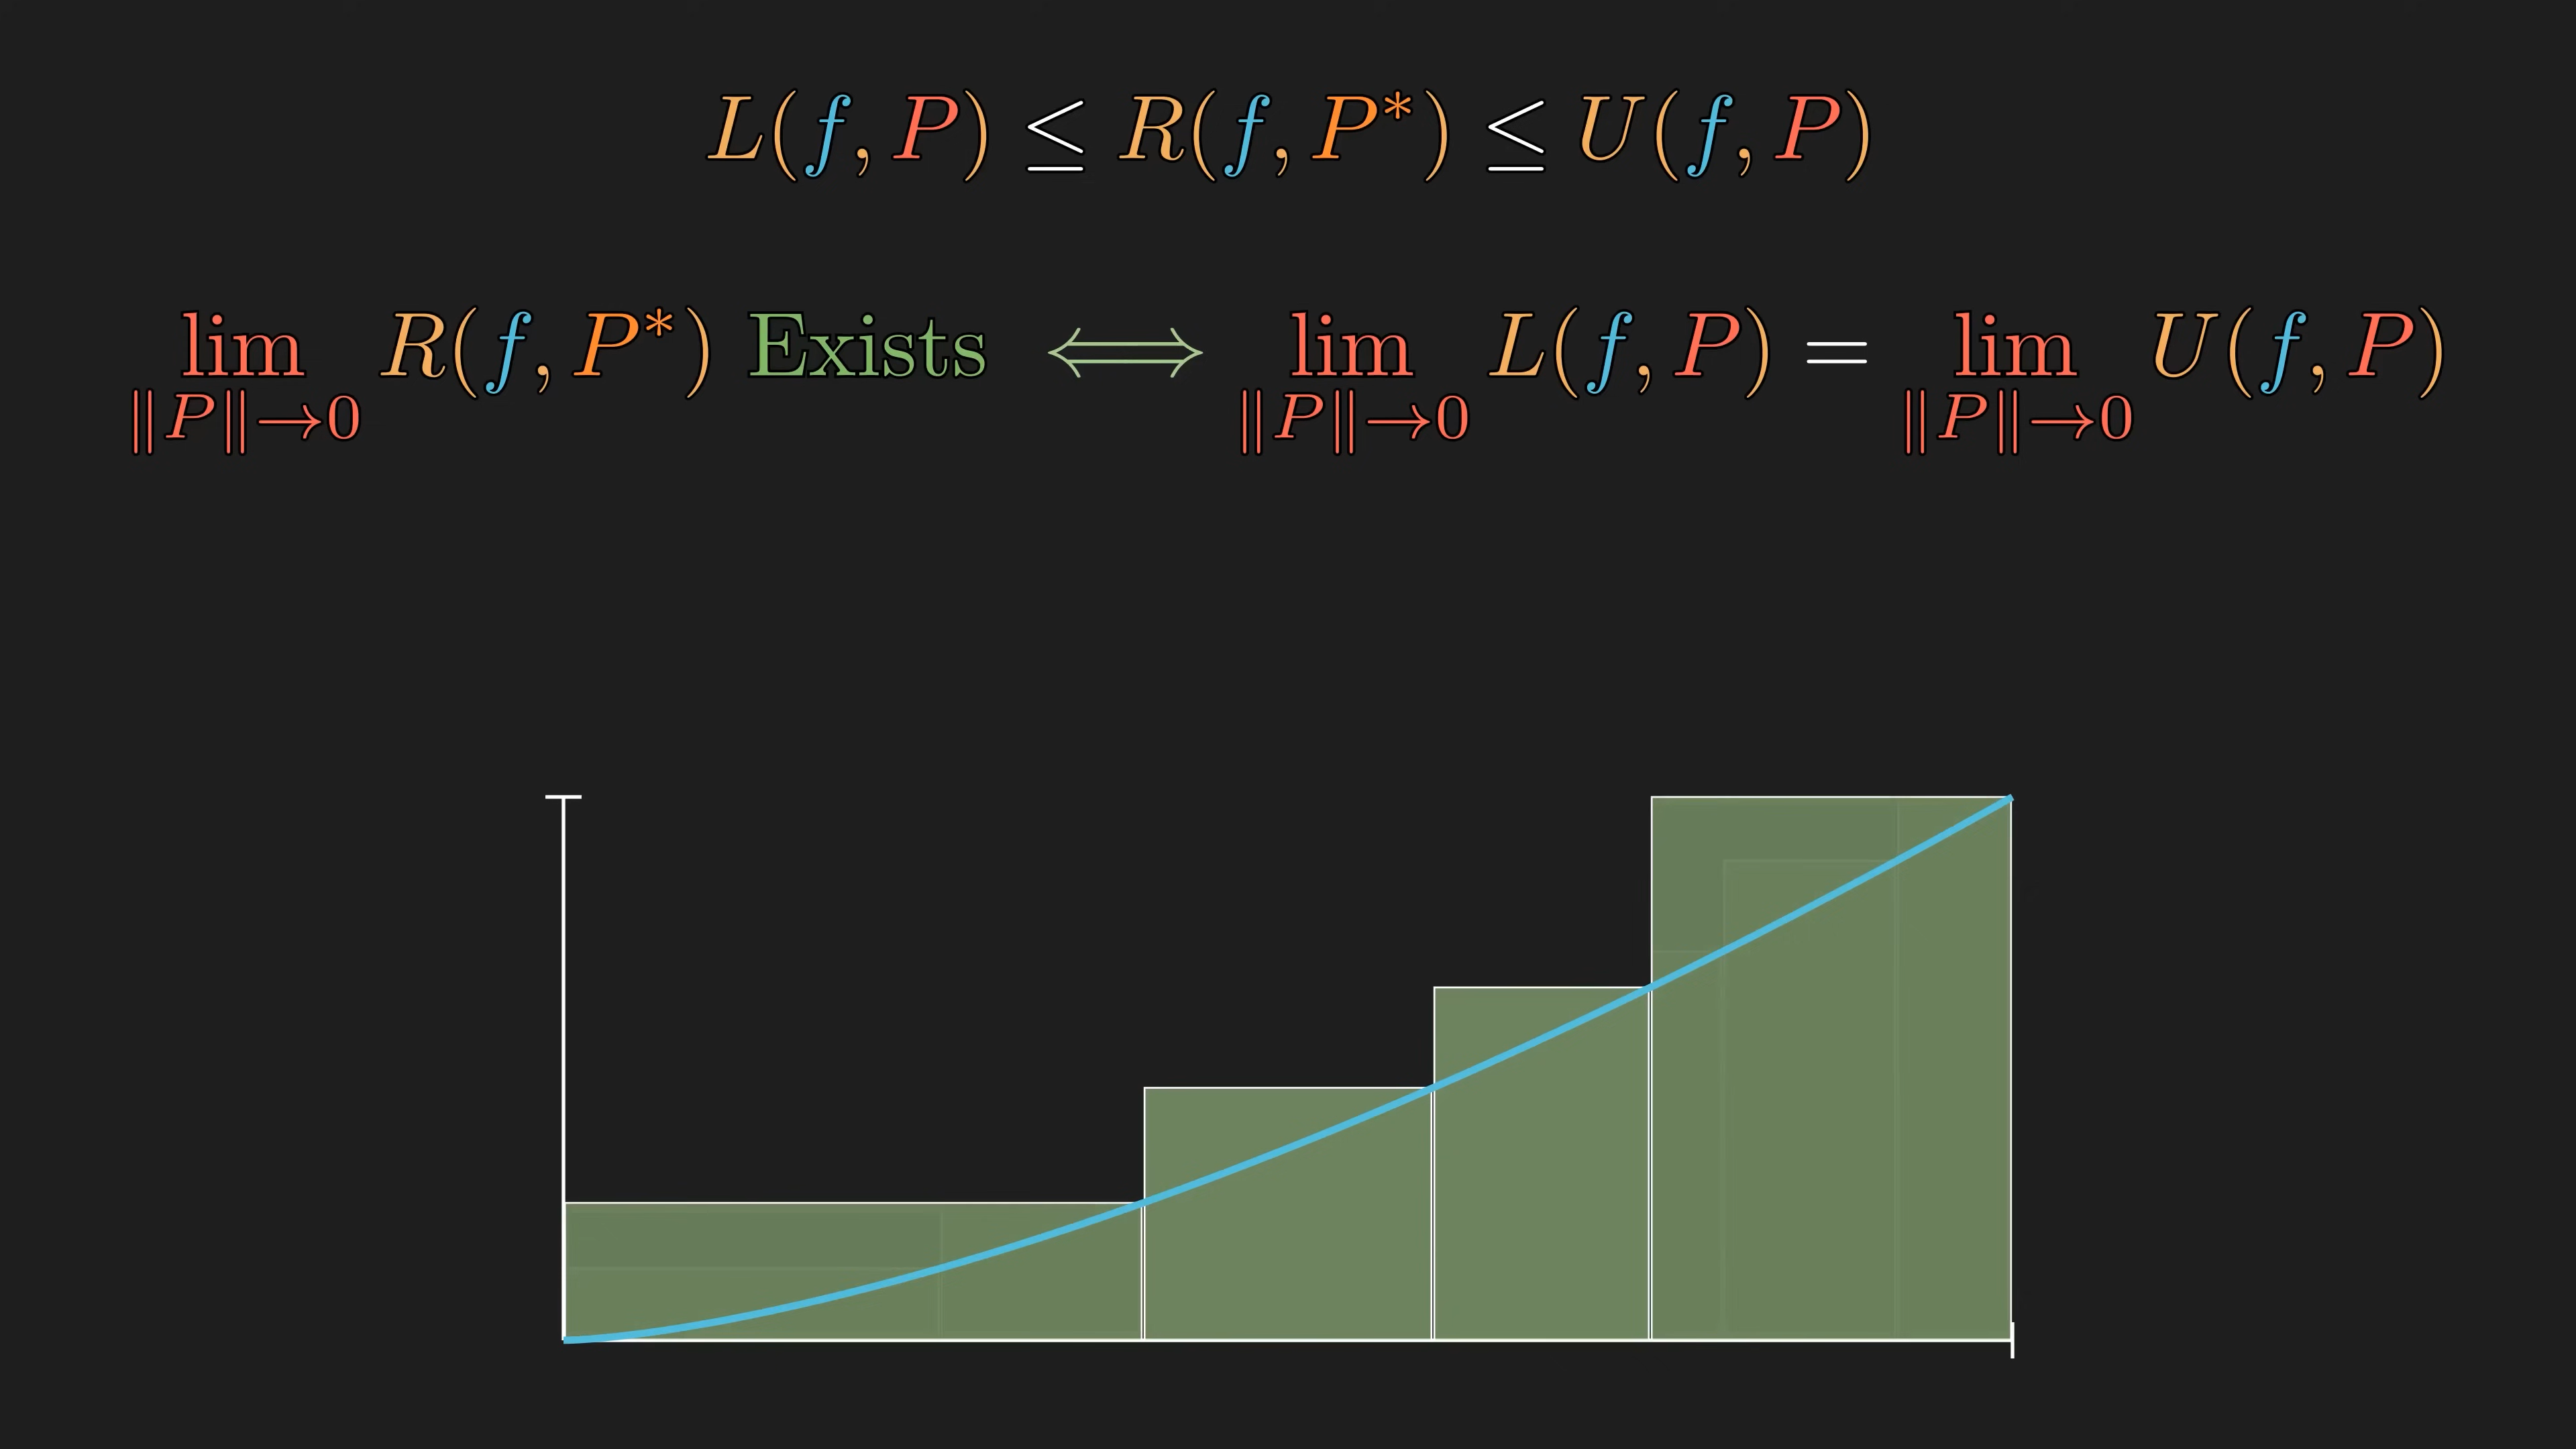 L(f, P) ≤ R(f, P*) ≤ U(f, P)
lim R(f, P*) Exists ⟺ lim L(f, P) = lim U(f, P)
‖P‖→0 ‖P‖→0 ‖P‖→0